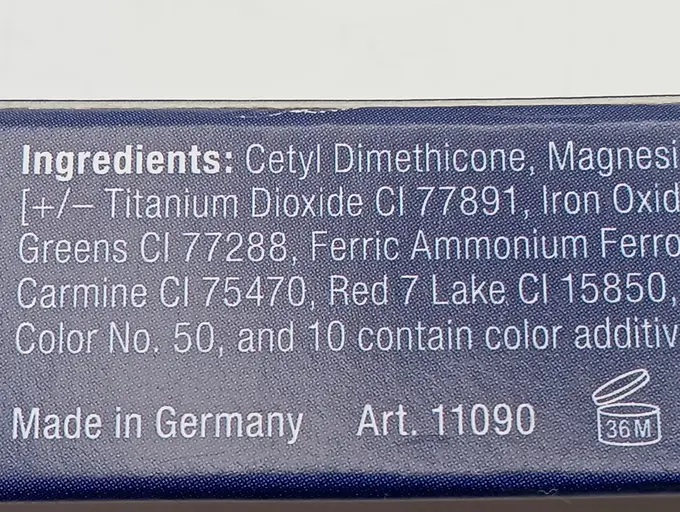 Ingredients: Cetyl Dimethicone, Magnesi
[+/– Titanium Dioxide CI 77891, Iron Oxid
Greens CI 77288, Ferric Ammonium Ferro
Carmine CI 75470, Red 7 Lake CI 15850,
Color No. 50, and 10 contain color additiv
Made in Germany Art. 11090 36M